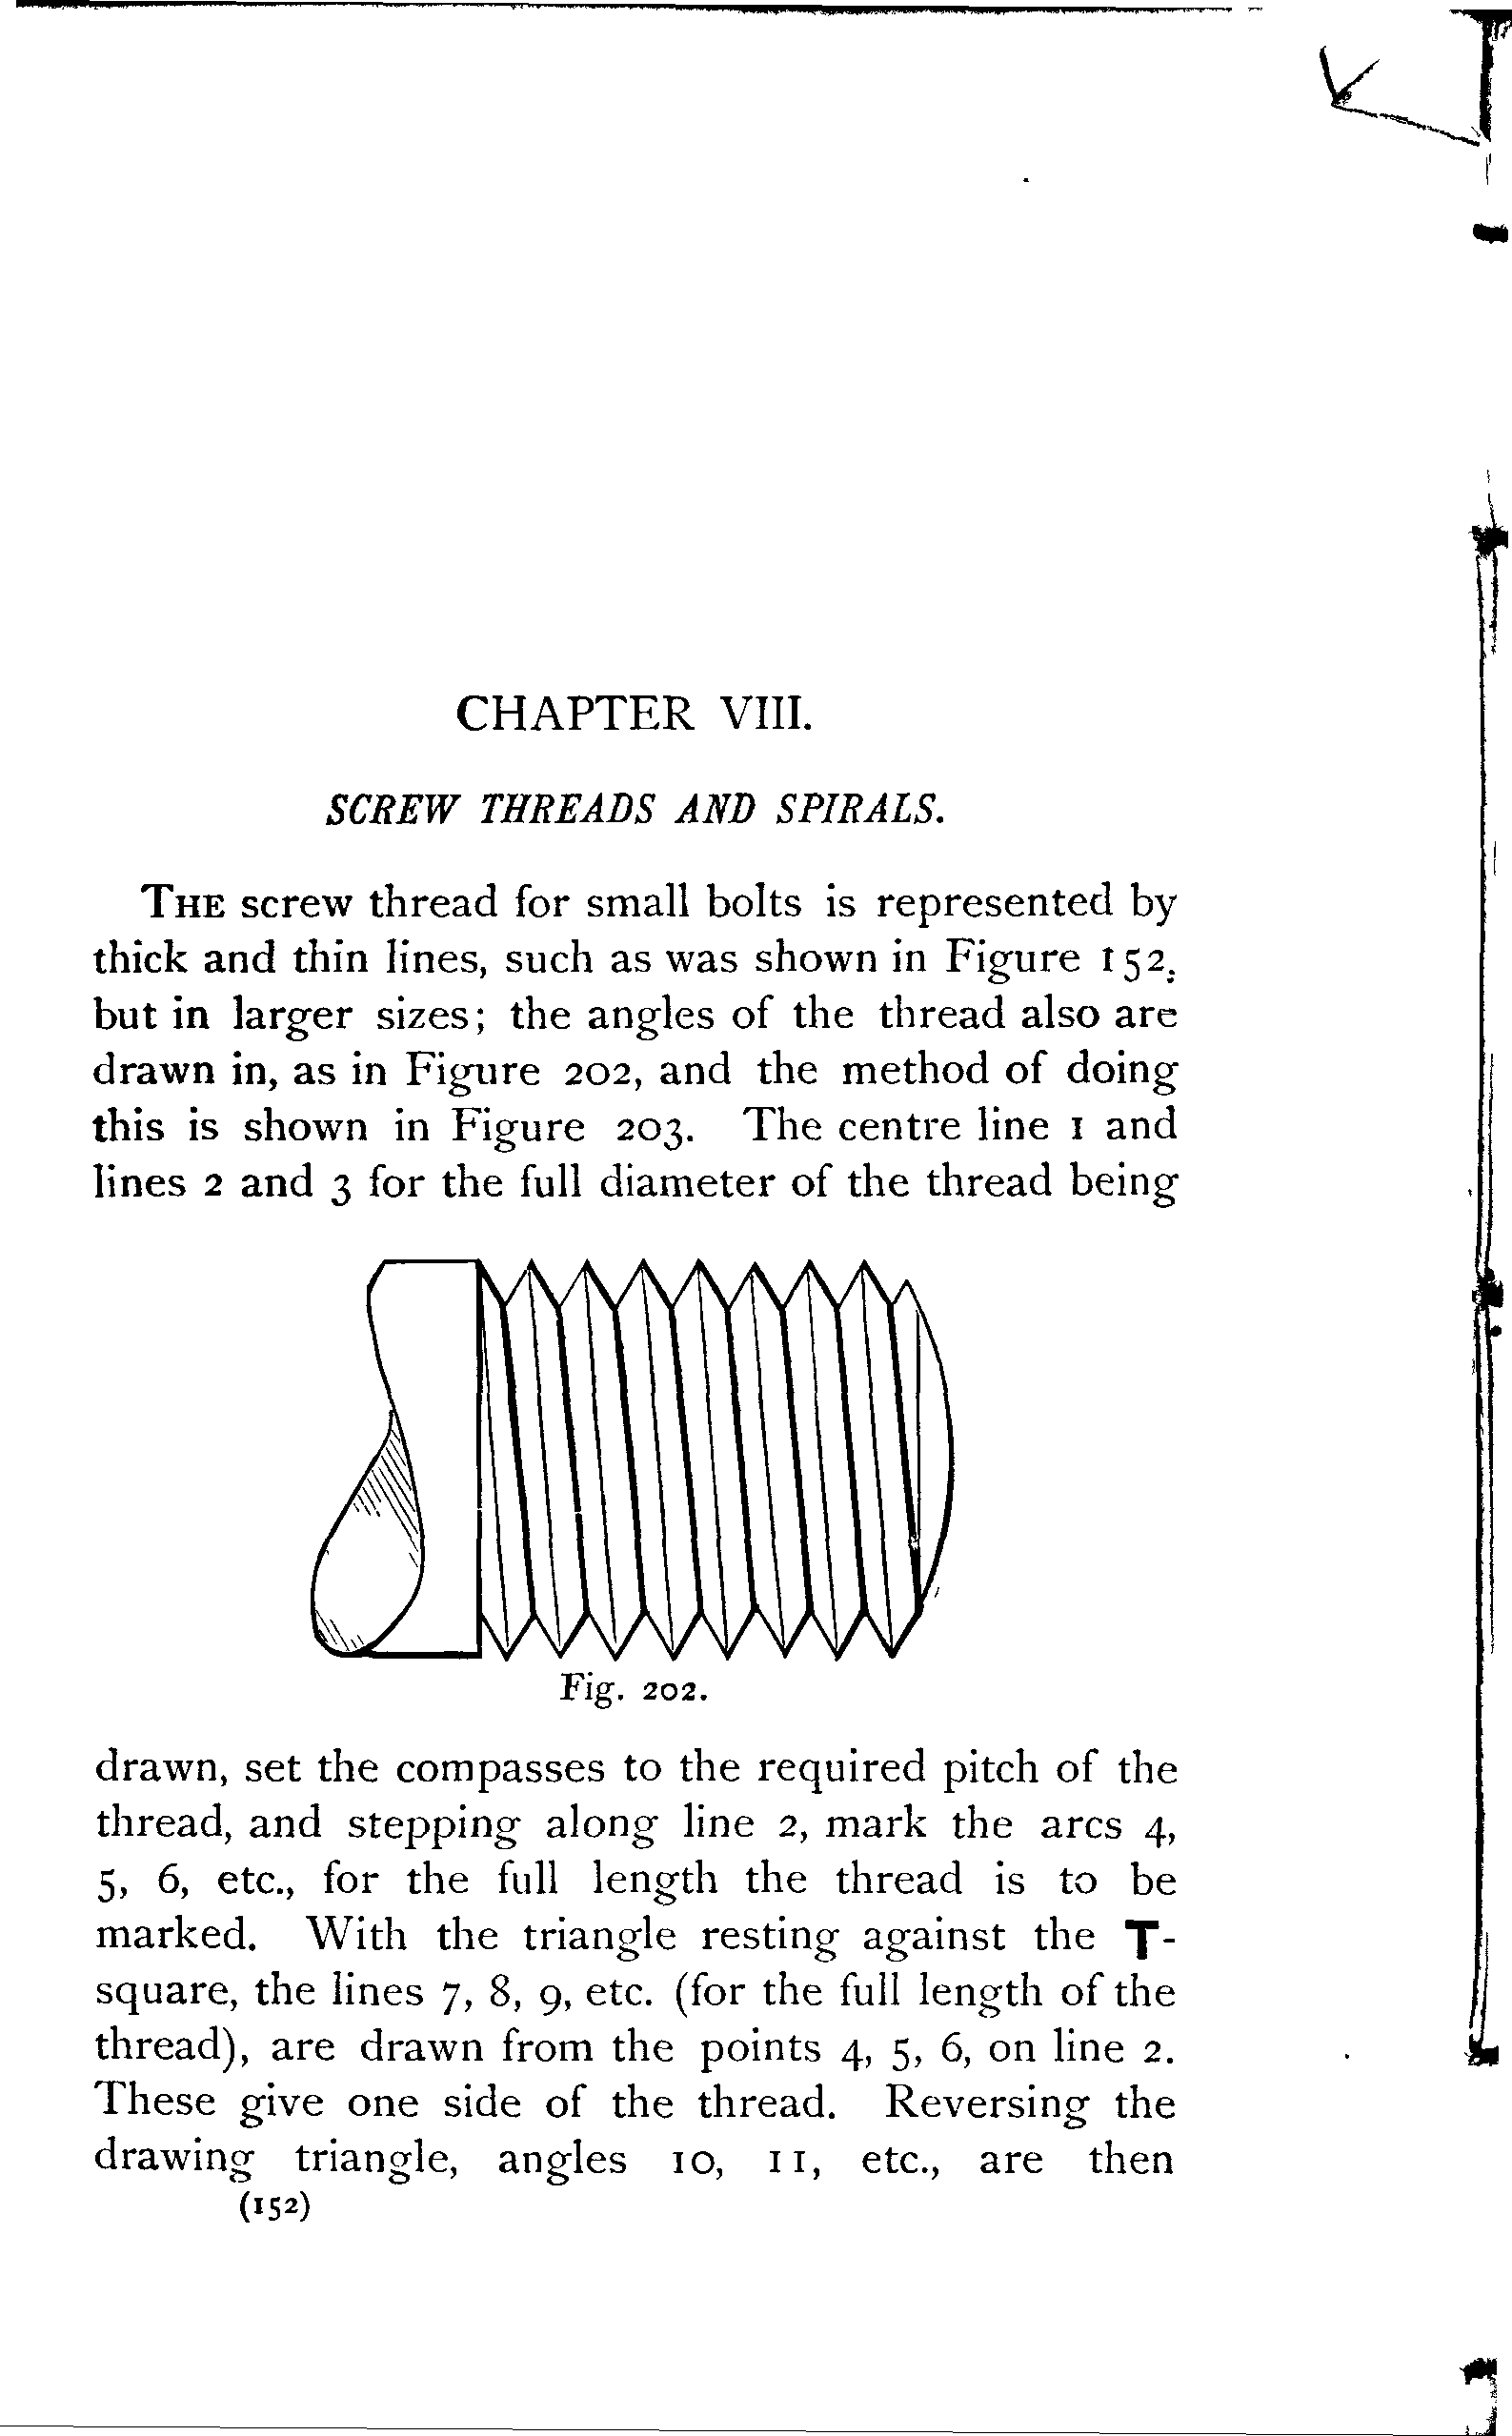 CHAPTER VIII.
SCREW THREADS AND SPIRALS.
THE screw thread for small bolts is represented by
thick and thin lines, such as was shown in Figure 152;
but in larger sizes; the angles of the thread also are
drawn in, as in Figure 202, and the method of doing
this is shown in Figure 203. The centre line 1 and
lines 2 and 3 for the full diameter of the thread being
Fig. 202.
drawn, set the compasses to the required pitch of the
thread, and stepping along line 2, mark the arcs 4,
5, 6, etc., for the full length the thread is to be
marked. With the triangle resting against the T-
square, the lines 7, 8, 9, etc. (for the full length of the
thread), are drawn from the points 4, 5, 6, on line 2.
These give one side of the thread. Reversing the
drawing triangle, angles 10, 11, etc., are then
(152)